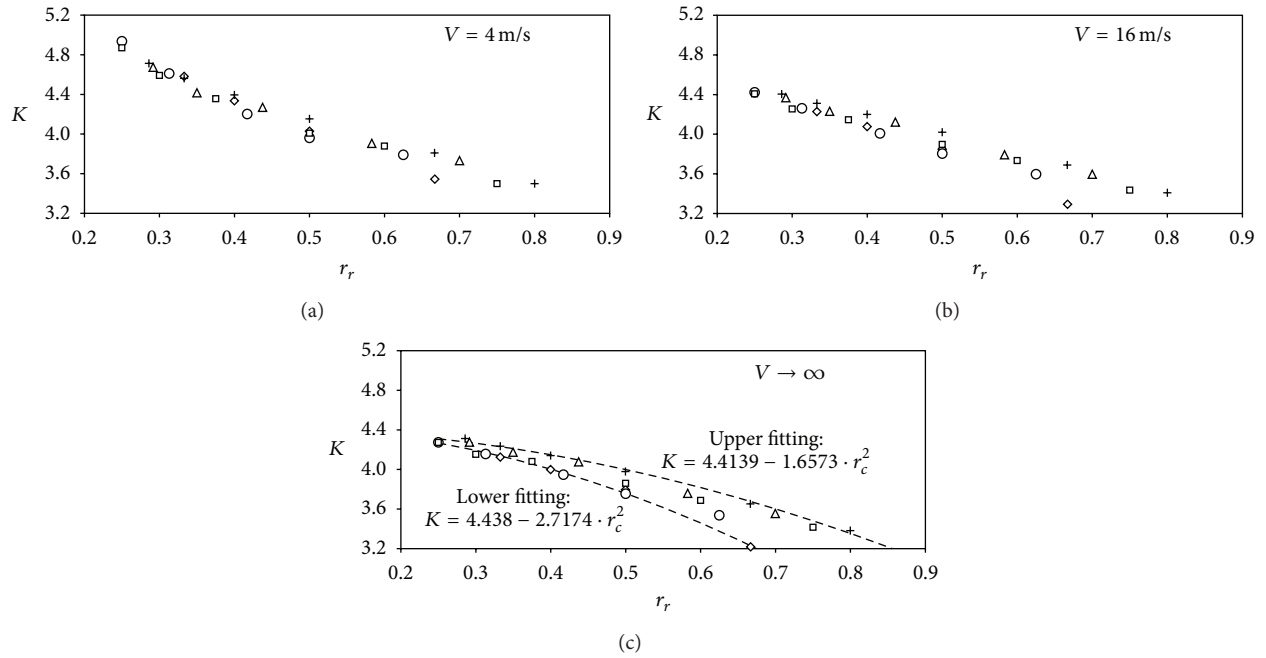 5.2
4.8
4.4
4.0
3.6
3.2
K
V = 4 m/s
0.2 0.3 0.4 0.5 0.6 0.7 0.8 0.9
r_r
(a)
5.2
4.8
4.4
4.0
3.6
3.2
K
V = 16 m/s
0.2 0.3 0.4 0.5 0.6 0.7 0.8 0.9
r_r
(b)
5.2
4.8
4.4
4.0
3.6
3.2
K
V → ∞
Upper fitting:
K = 4.4139 − 1.6573 · r_c^2
Lower fitting:
K = 4.438 − 2.7174 · r_c^2
0.2 0.3 0.4 0.5 0.6 0.7 0.8 0.9
r_r
(c)